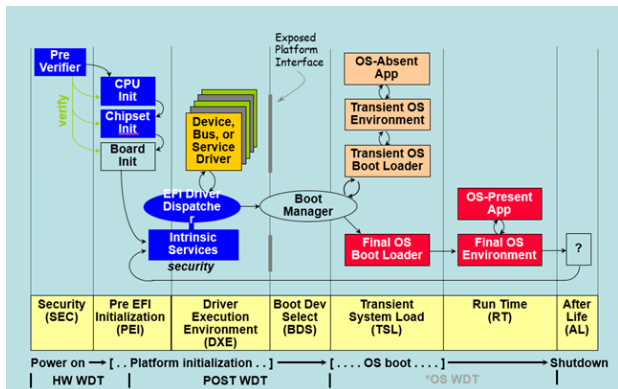 Exposed
Platform
Interface
Pre
Verifier
verify
CPU
Init
Chipset
Init
Board
Init
Device,
Bus, or
Service
Driver
EFI Driver
Dispatche
r
Intrinsic
Services
security
Boot
Manager
OS-Absent
App
Transient OS
Environment
Transient OS
Boot Loader
OS-Present
App
Final OS
Boot Loader
Final OS
Environment
?
Security
(SEC)
Pre EFI
Initialization
(PEI)
Driver
Execution
Environment
(DXE)
Boot Dev
Select
(BDS)
Transient
System Load
(TSL)
Run Time
(RT)
After
Life
(AL)
Power on [ . . Platform initialization . . ] [ . . . . OS boot . . . . ] Shutdown
HW WDT POST WDT *OS WDT